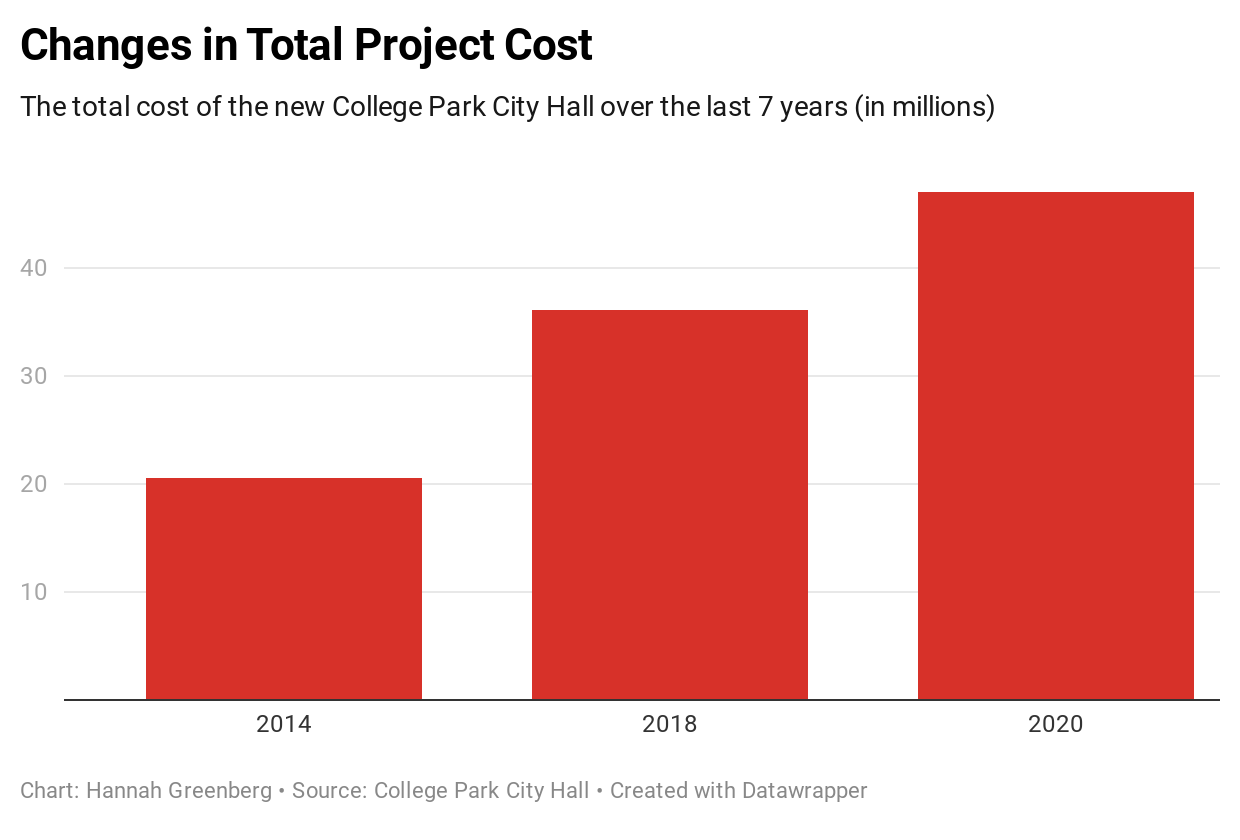 Changes in Total Project Cost
The total cost of the new College Park City Hall over the last 7 years (in millions)
40
30
20
10
2014 2018 2020
Chart: Hannah Greenberg • Source: College Park City Hall • Created with Datawrapper